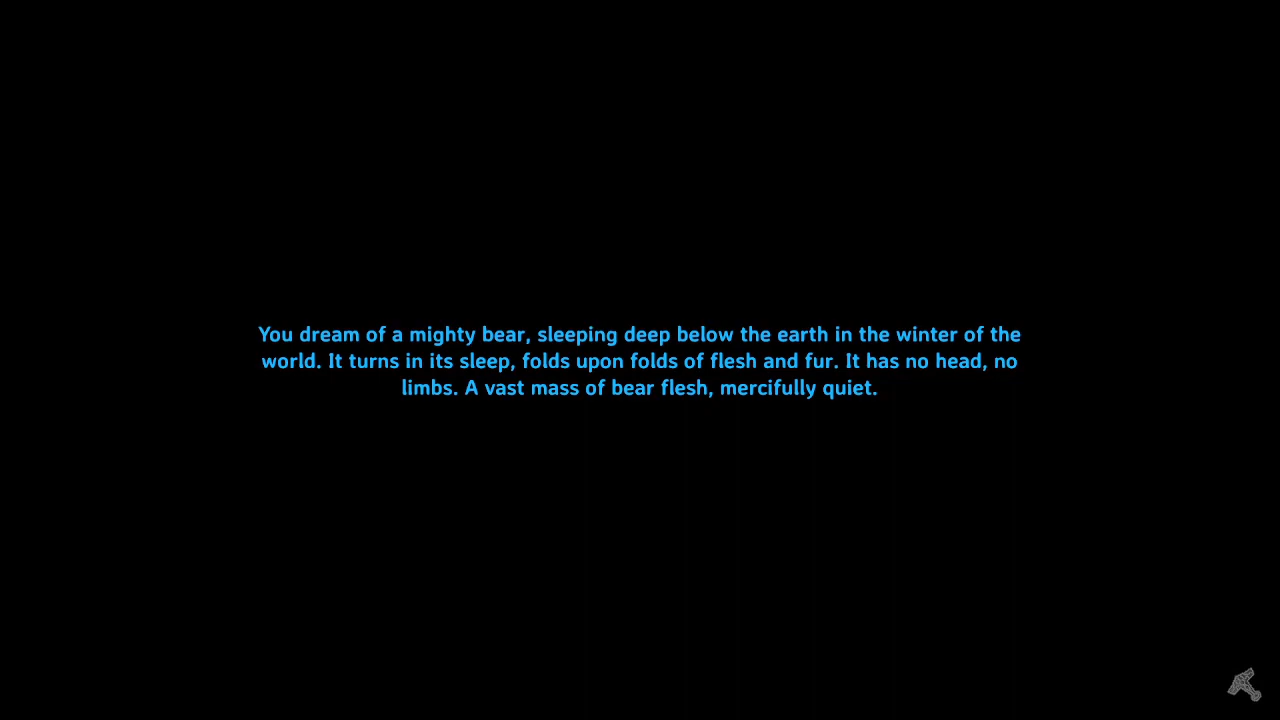 You dream of a mighty bear, sleeping deep below the earth in the winter of the
world. It turns in its sleep, folds upon folds of flesh and fur. It has no head, no
limbs. A vast mass of bear flesh, mercifully quiet.